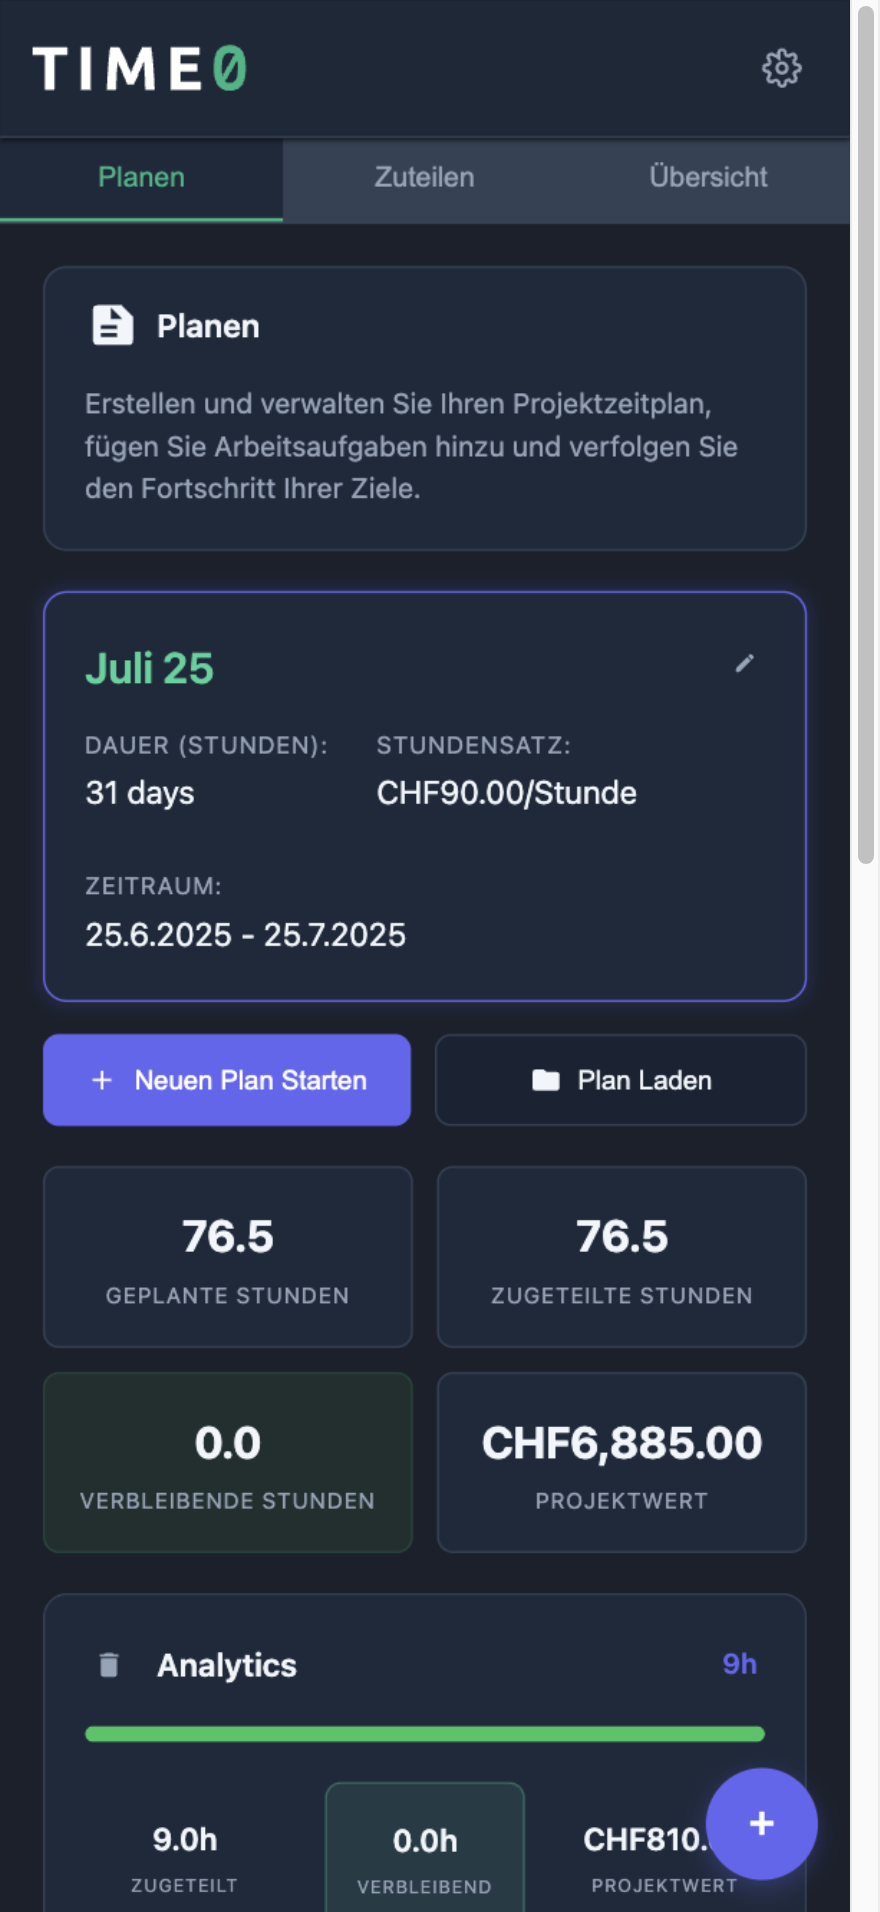 TIME0
Planen
Zuteilen
Übersicht
Planen
Erstellen und verwalten Sie Ihren Projektzeitplan,
fügen Sie Arbeitsaufgaben hinzu und verfolgen Sie
den Fortschritt Ihrer Ziele.
Juli 25
DAUER (STUNDEN):
31 days
STUNDENSATZ:
CHF90.00/Stunde
ZEITRAUM:
25.6.2025 - 25.7.2025
+ Neuen Plan Starten
Plan Laden
76.5
GEPLANTE STUNDEN
76.5
ZUGETEILTE STUNDEN
0.0
VERBLEIBENDE STUNDEN
CHF6,885.00
PROJEKTWERT
Analytics
9h
9.0h
ZUGETEILT
0.0h
VERBLEIBEND
CHF810.
PROJEKTWERT
+